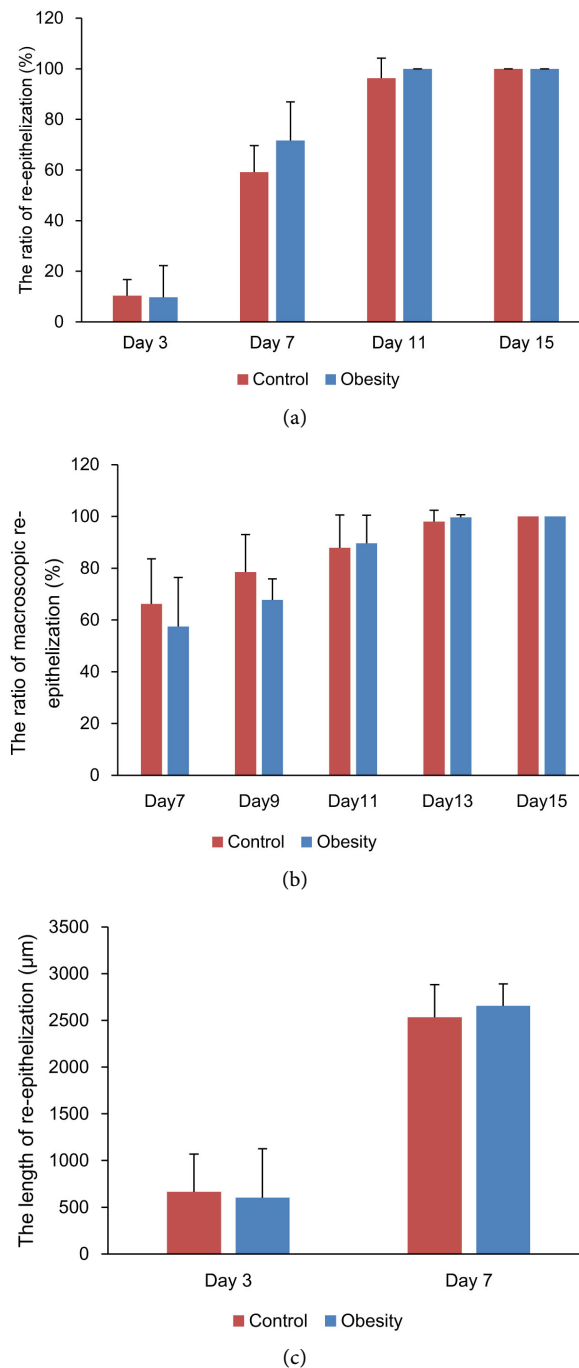 120
100
80
60
40
20
0
The ratio of re-epithelization (%)
Day 3 Day 7 Day 11 Day 15
Control Obesity
(a)
120
100
80
60
40
20
0
The ratio of macroscopic re-
epithelization (%)
Day7 Day9 Day11 Day13 Day15
Control Obesity
(b)
3500
3000
2500
2000
1500
1000
500
0
The length of re-epithelization (μm)
Day 3 Day 7
Control Obesity
(c)